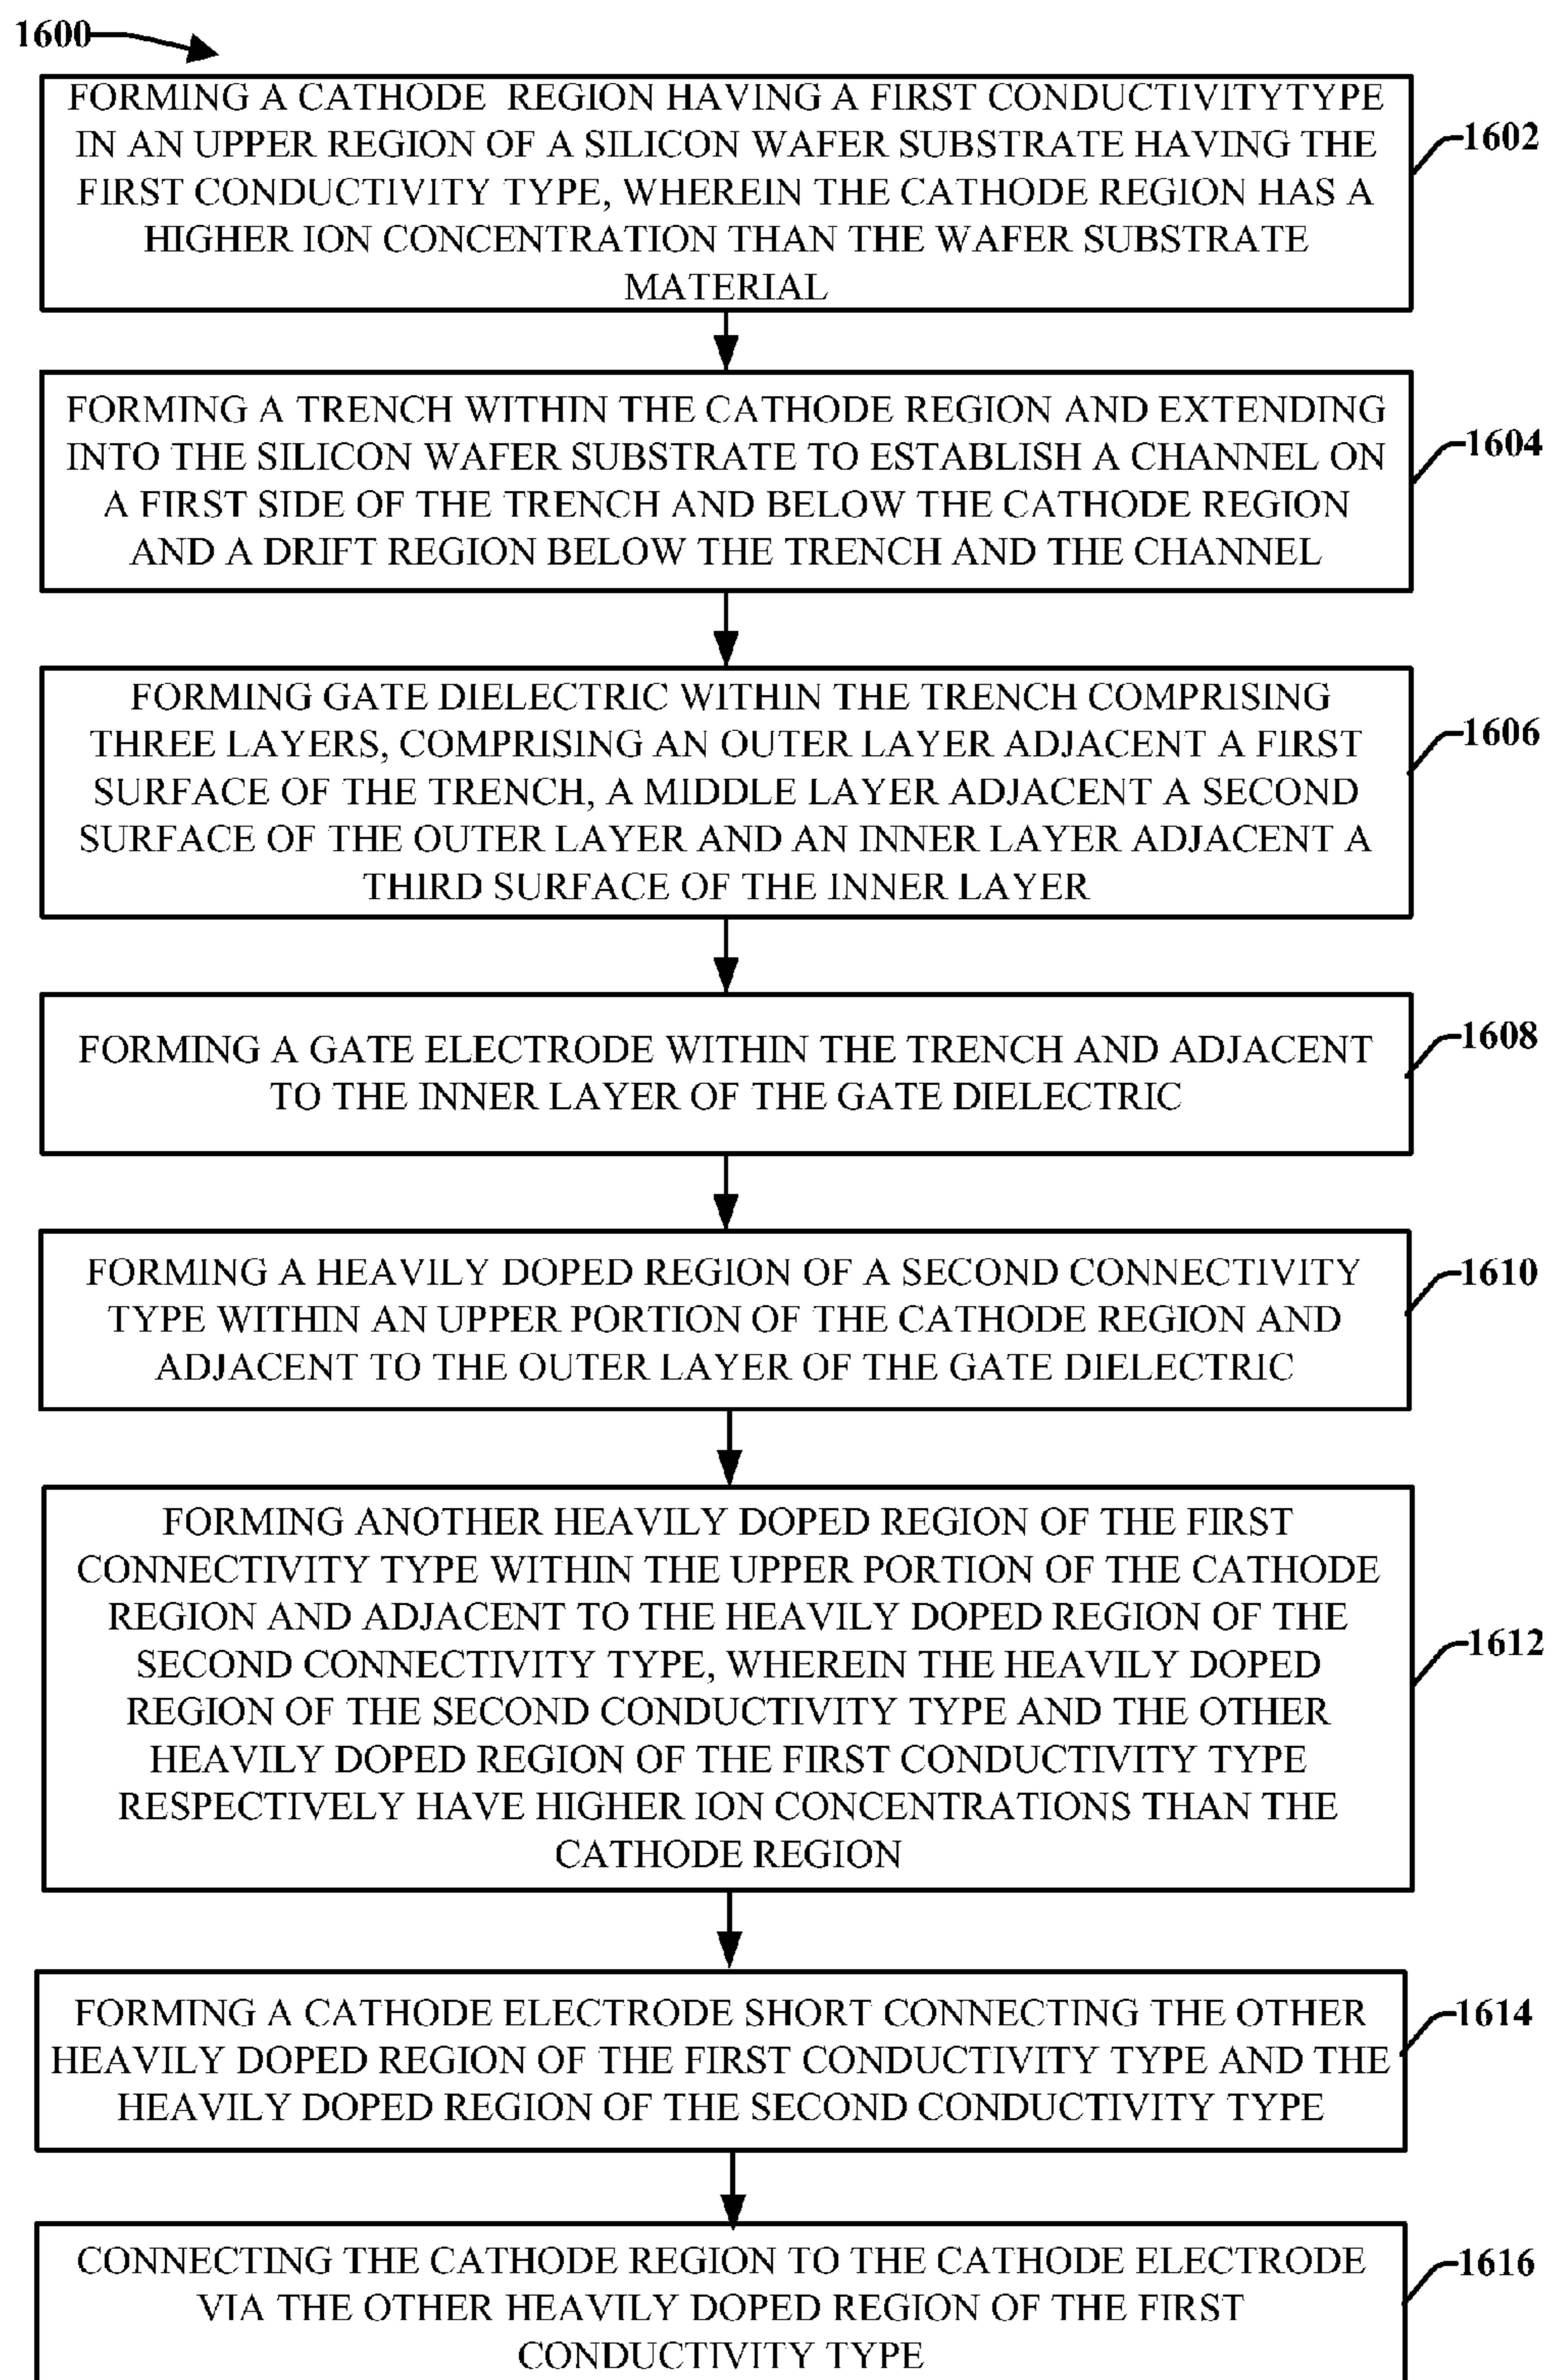 1600
FORMING A CATHODE REGION HAVING A FIRST CONDUCTIVITYTYPE
IN AN UPPER REGION OF A SILICON WAFER SUBSTRATE HAVING THE
FIRST CONDUCTIVITY TYPE, WHEREIN THE CATHODE REGION HAS A
HIGHER ION CONCENTRATION THAN THE WAFER SUBSTRATE
MATERIAL
1602
FORMING A TRENCH WITHIN THE CATHODE REGION AND EXTENDING
INTO THE SILICON WAFER SUBSTRATE TO ESTABLISH A CHANNEL ON
A FIRST SIDE OF THE TRENCH AND BELOW THE CATHODE REGION
AND A DRIFT REGION BELOW THE TRENCH AND THE CHANNEL
1604
FORMING GATE DIELECTRIC WITHIN THE TRENCH COMPRISING
THREE LAYERS, COMPRISING AN OUTER LAYER ADJACENT A FIRST
SURFACE OF THE TRENCH, A MIDDLE LAYER ADJACENT A SECOND
SURFACE OF THE OUTER LAYER AND AN INNER LAYER ADJACENT A
THIRD SURFACE OF THE INNER LAYER
1606
FORMING A GATE ELECTRODE WITHIN THE TRENCH AND ADJACENT
TO THE INNER LAYER OF THE GATE DIELECTRIC
1608
FORMING A HEAVILY DOPED REGION OF A SECOND CONNECTIVITY
TYPE WITHIN AN UPPER PORTION OF THE CATHODE REGION AND
ADJACENT TO THE OUTER LAYER OF THE GATE DIELECTRIC
1610
FORMING ANOTHER HEAVILY DOPED REGION OF THE FIRST
CONNECTIVITY TYPE WITHIN THE UPPER PORTION OF THE CATHODE
REGION AND ADJACENT TO THE HEAVILY DOPED REGION OF THE
SECOND CONNECTIVITY TYPE, WHEREIN THE HEAVILY DOPED
REGION OF THE SECOND CONDUCTIVITY TYPE AND THE OTHER
HEAVILY DOPED REGION OF THE FIRST CONDUCTIVITY TYPE
RESPECTIVELY HAVE HIGHER ION CONCENTRATIONS THAN THE
CATHODE REGION
1612
FORMING A CATHODE ELECTRODE SHORT CONNECTING THE OTHER
HEAVILY DOPED REGION OF THE FIRST CONDUCTIVITY TYPE AND THE
HEAVILY DOPED REGION OF THE SECOND CONDUCTIVITY TYPE
1614
CONNECTING THE CATHODE REGION TO THE CATHODE ELECTRODE
VIA THE OTHER HEAVILY DOPED REGION OF THE FIRST
CONDUCTIVITY TYPE
1616